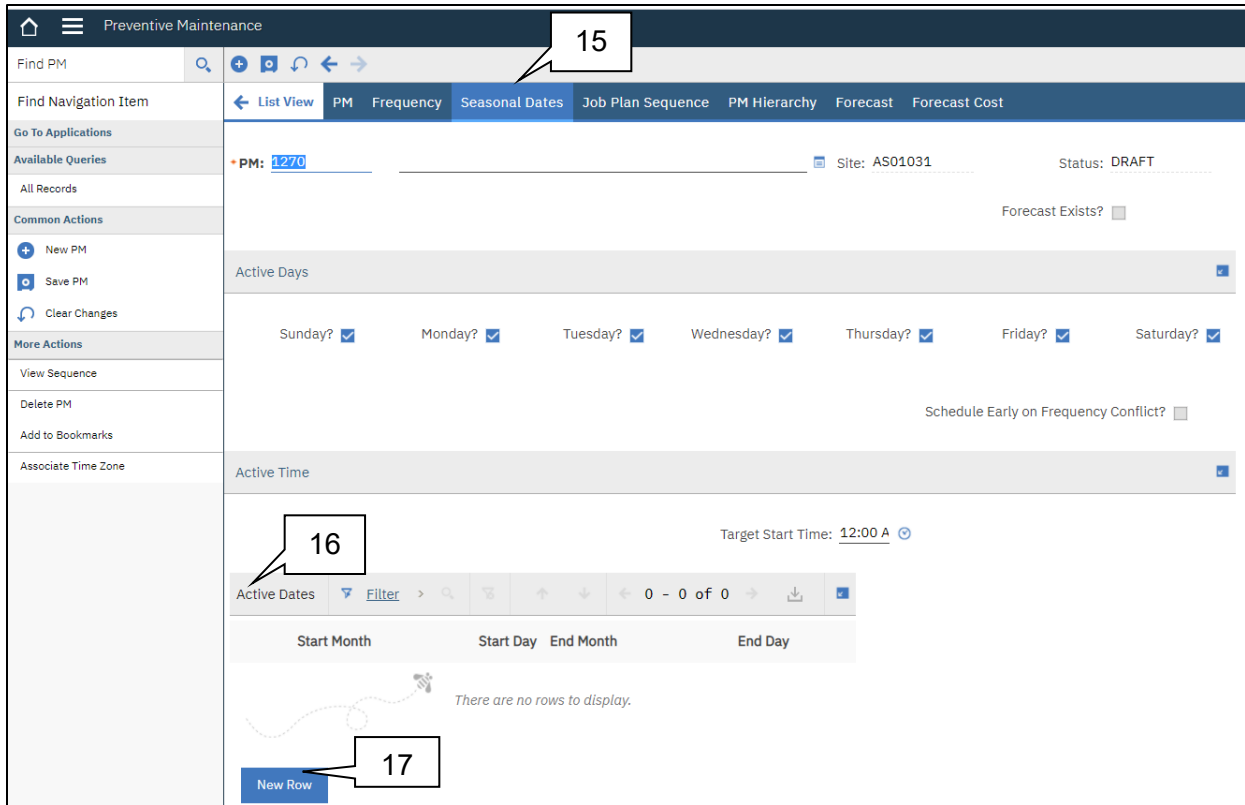 Preventive Maintenance
15
Find PM
Find Navigation Item
List View PM Frequency Seasonal Dates Job Plan Sequence PM Hierarchy Forecast Forecast Cost
Go To Applications
Available Queries
* PM: 1270 Site: AS01031 Status: DRAFT
All Records
Forecast Exists?
Common Actions
New PM
Active Days
Save PM
Clear Changes
Sunday? Monday? Tuesday? Wednesday? Thursday? Friday? Saturday?
More Actions
View Sequence
Delete PM
Schedule Early on Frequency Conflict?
Add to Bookmarks
Associate Time Zone
Active Time
Target Start Time: 12:00 A
16
Active Dates Filter 0 - 0 of 0
Start Month Start Day End Month End Day
There are no rows to display.
17
New Row